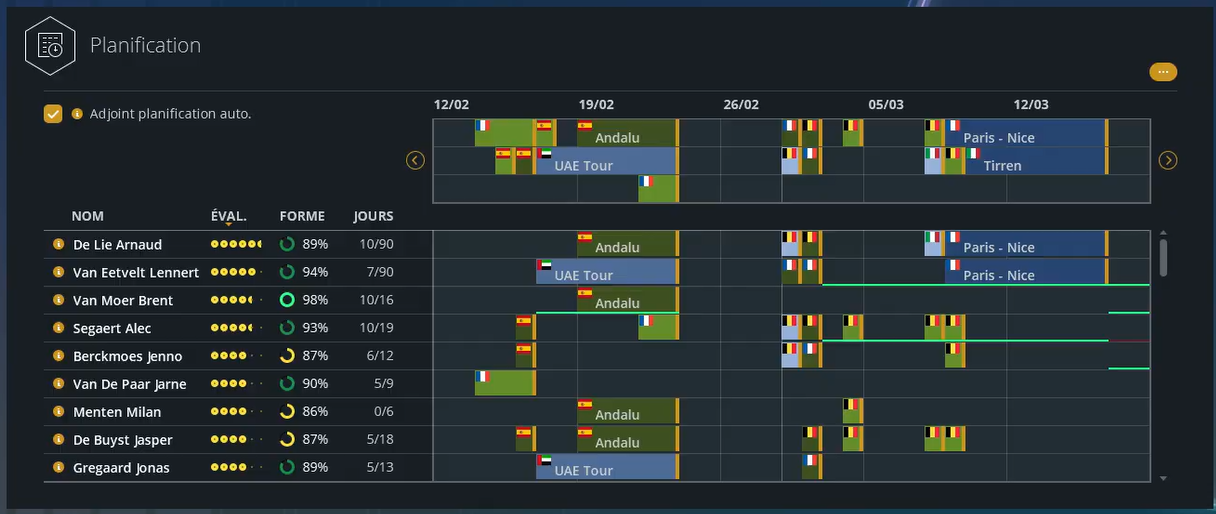 Planification
Adjoint planification auto.
12/02 19/02 26/02 05/03 12/03
Andalu Paris - Nice
UAE Tour Tirren
NOM ÉVAL. FORME JOURS
De Lie Arnaud 89% 10/90 Andalu Paris - Nice
Van Eetvelt Lennert 94% 7/90 UAE Tour Paris - Nice
Van Moer Brent 98% 10/16 Andalu
Segaert Alec 93% 10/19
Berckmoes Jenno 87% 6/12
Van De Paar Jarne 90% 5/9
Menten Milan 86% 0/6 Andalu
De Buyst Jasper 87% 5/18 Andalu
Gregaard Jonas 89% 5/13 UAE Tour